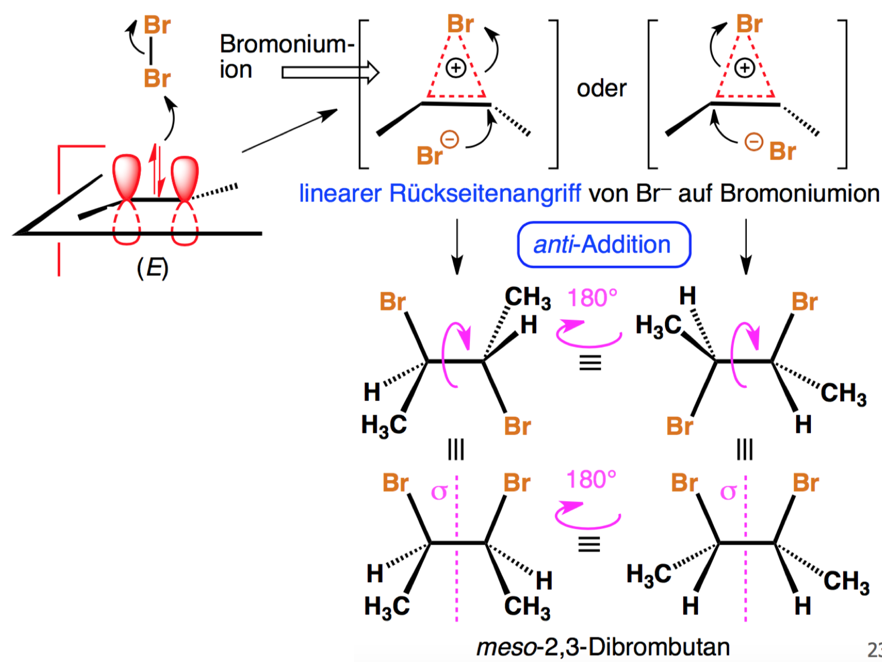 Br
Br
Bromonium-
ion
Br
+
Br −
oder
Br
+
− Br
(E)
linearer Rückseitenangriff von Br– auf Bromoniumion
anti-Addition
Br
CH3
H
H
H3C
Br
180°
H
H3C
Br
CH3
Br
H
Br
σ
Br
H
H3C
H
CH3
180°
Br
σ
Br
H3C
H
CH3
H
meso-2,3-Dibrombutan